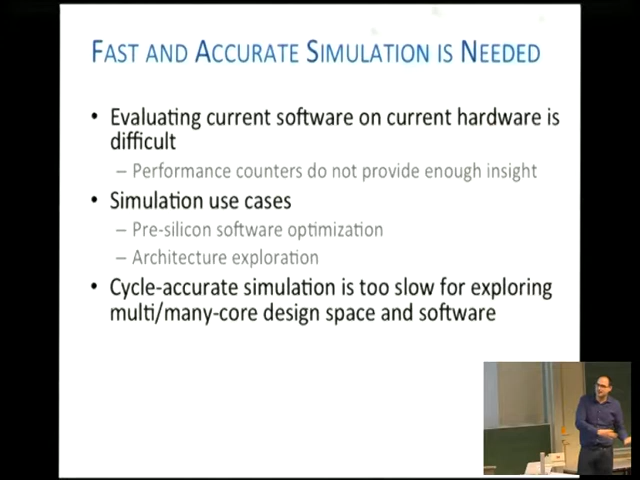 FAST AND ACCURATE SIMULATION IS NEEDED
• Evaluating current software on current hardware is
difficult
– Performance counters do not provide enough insight
• Simulation use cases
– Pre-silicon software optimization
– Architecture exploration
• Cycle-accurate simulation is too slow for exploring
multi/many-core design space and software